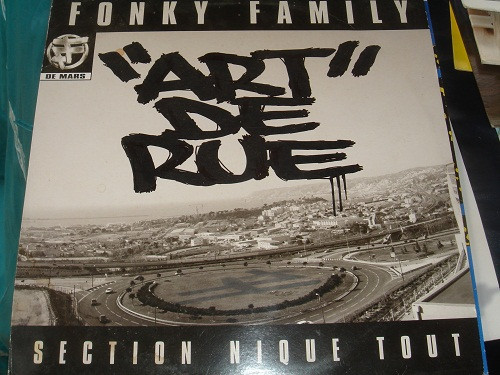 FONKY FAMILY
DE MARS
"ART"
DE
RUE
SECTION NIQUE TOUT